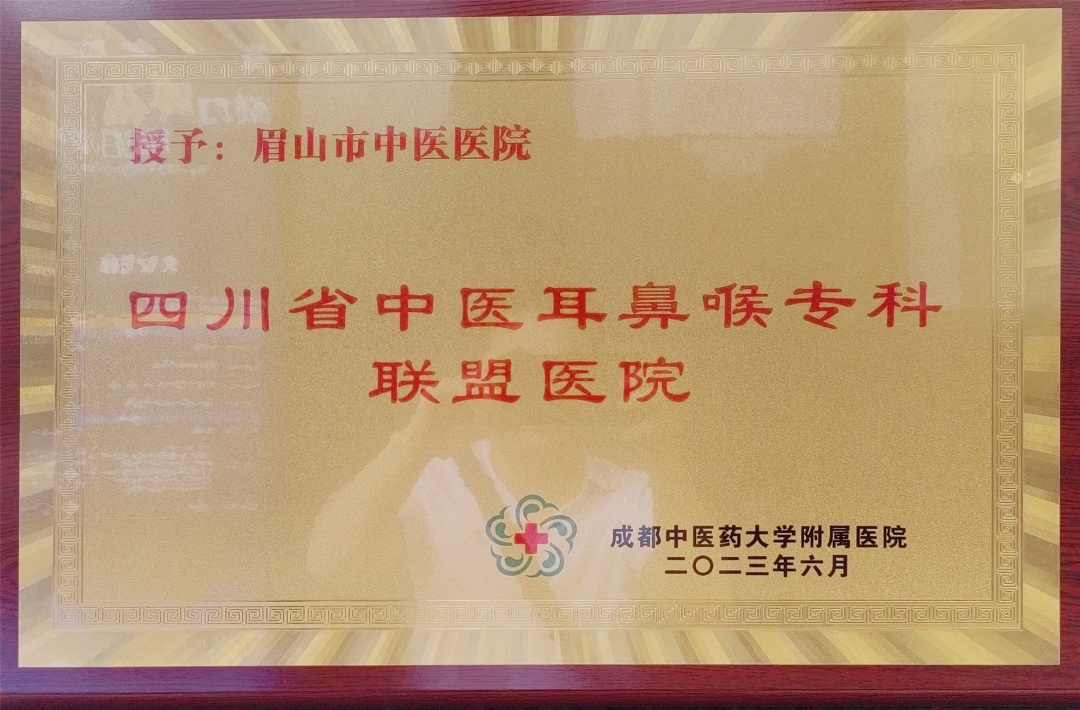 授予：眉山市中医医院
四川省中医耳鼻喉专科
联盟医院
成都中医药大学附属医院
二〇二三年六月